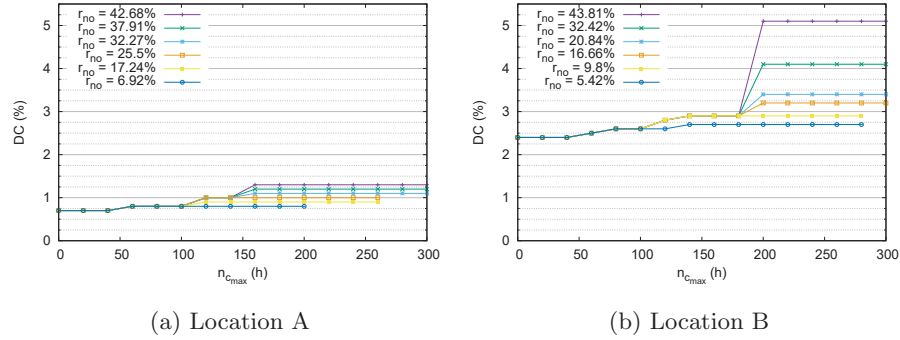 r_no = 42.68%
r_no = 37.91%
r_no = 32.27%
r_no = 25.5%
r_no = 17.24%
r_no = 6.92%
DC (%)
5
4
3
2
1
0
0 50 100 150 200 250 300
n_c_max (h)
(a) Location A
r_no = 43.81%
r_no = 32.42%
r_no = 20.84%
r_no = 16.66%
r_no = 9.8%
r_no = 5.42%
DC (%)
5
4
3
2
1
0
0 50 100 150 200 250 300
n_c_max (h)
(b) Location B